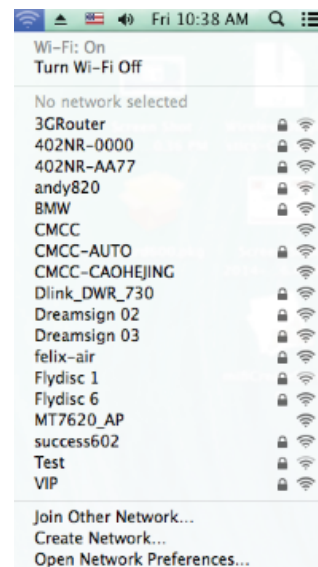 Fri 10:38 AM
Wi-Fi: On
Turn Wi-Fi Off
No network selected
3GRouter
402NR-0000
402NR-AA77
andy820
BMW
CMCC
CMCC-AUTO
CMCC-CAOHEJING
Dlink_DWR_730
Dreamsign 02
Dreamsign 03
felix-air
Flydisc 1
Flydisc 6
MT7620_AP
success602
Test
VIP
Join Other Network...
Create Network...
Open Network Preferences...